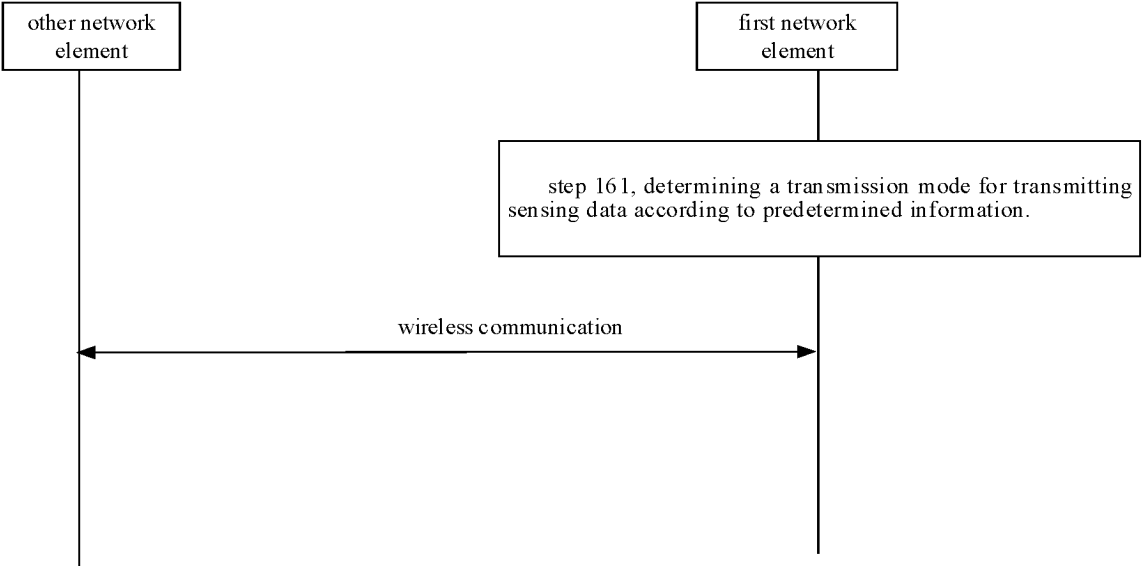 other network
element
first network
element
step 161, determining a transmission mode for transmitting
sensing data according to predetermined information.
wireless communication